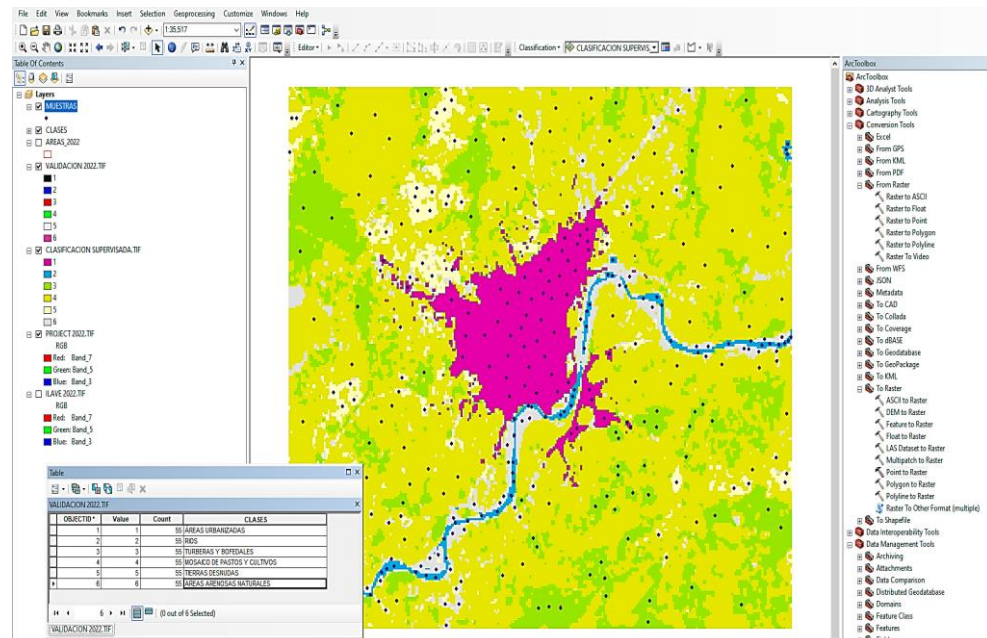 File Edit View Bookmarks Insert Selection Geoprocessing Customize Windows Help
1:35,517
Editor
Classification CLASIFICACION SUPERVIS
Table Of Contents
Layers
MUESTRAS
CLASES
AREAS_2022
VALIDACION 2022.TIF
1
2
3
4
5
6
CLASIFICACION SUPERVISADA.TIF
1
2
3
4
5
6
PROJECT 2022.TIF
RGB
Red: Band_7
Green: Band_5
Blue: Band_3
ILAVE 2022.TIF
RGB
Red: Band_7
Green: Band_5
Blue: Band_3
Table
VALIDACION 2022.TIF
OBJECTID * Value Count CLASES
1 1 55 ÁREAS URBANIZADAS
2 2 55 RIOS
3 3 55 TURBERAS Y BOFEDALES
4 4 55 MOSAICO DE PASTOS Y CULTIVOS
5 5 55 TIERRAS DESNUDAS
6 6 55 ÁREAS ARENOSAS NATURALES
6 (0 out of 6 Selected)
VALIDACION 2022.TIF
ArcToolbox
ArcToolbox
3D Analyst Tools
Analysis Tools
Cartography Tools
Conversion Tools
Excel
From GPS
From KML
From PDF
From Raster
Raster to ASCII
Raster to Float
Raster to Point
Raster to Polygon
Raster to Polyline
Raster To Video
From WFS
JSON
Metadata
To CAD
To Collada
To Coverage
To dBASE
To Geodatabase
To GeoPackage
To KML
To Raster
ASCII to Raster
DEM to Raster
Feature to Raster
Float to Raster
LAS Dataset to Raster
Multipatch to Raster
Point to Raster
Polygon to Raster
Polyline to Raster
Raster To Other Format (multiple)
To Shapefile
Data Interoperability Tools
Data Management Tools
Archiving
Attachments
Data Comparison
Distributed Geodatabase
Domains
Feature Class
Features